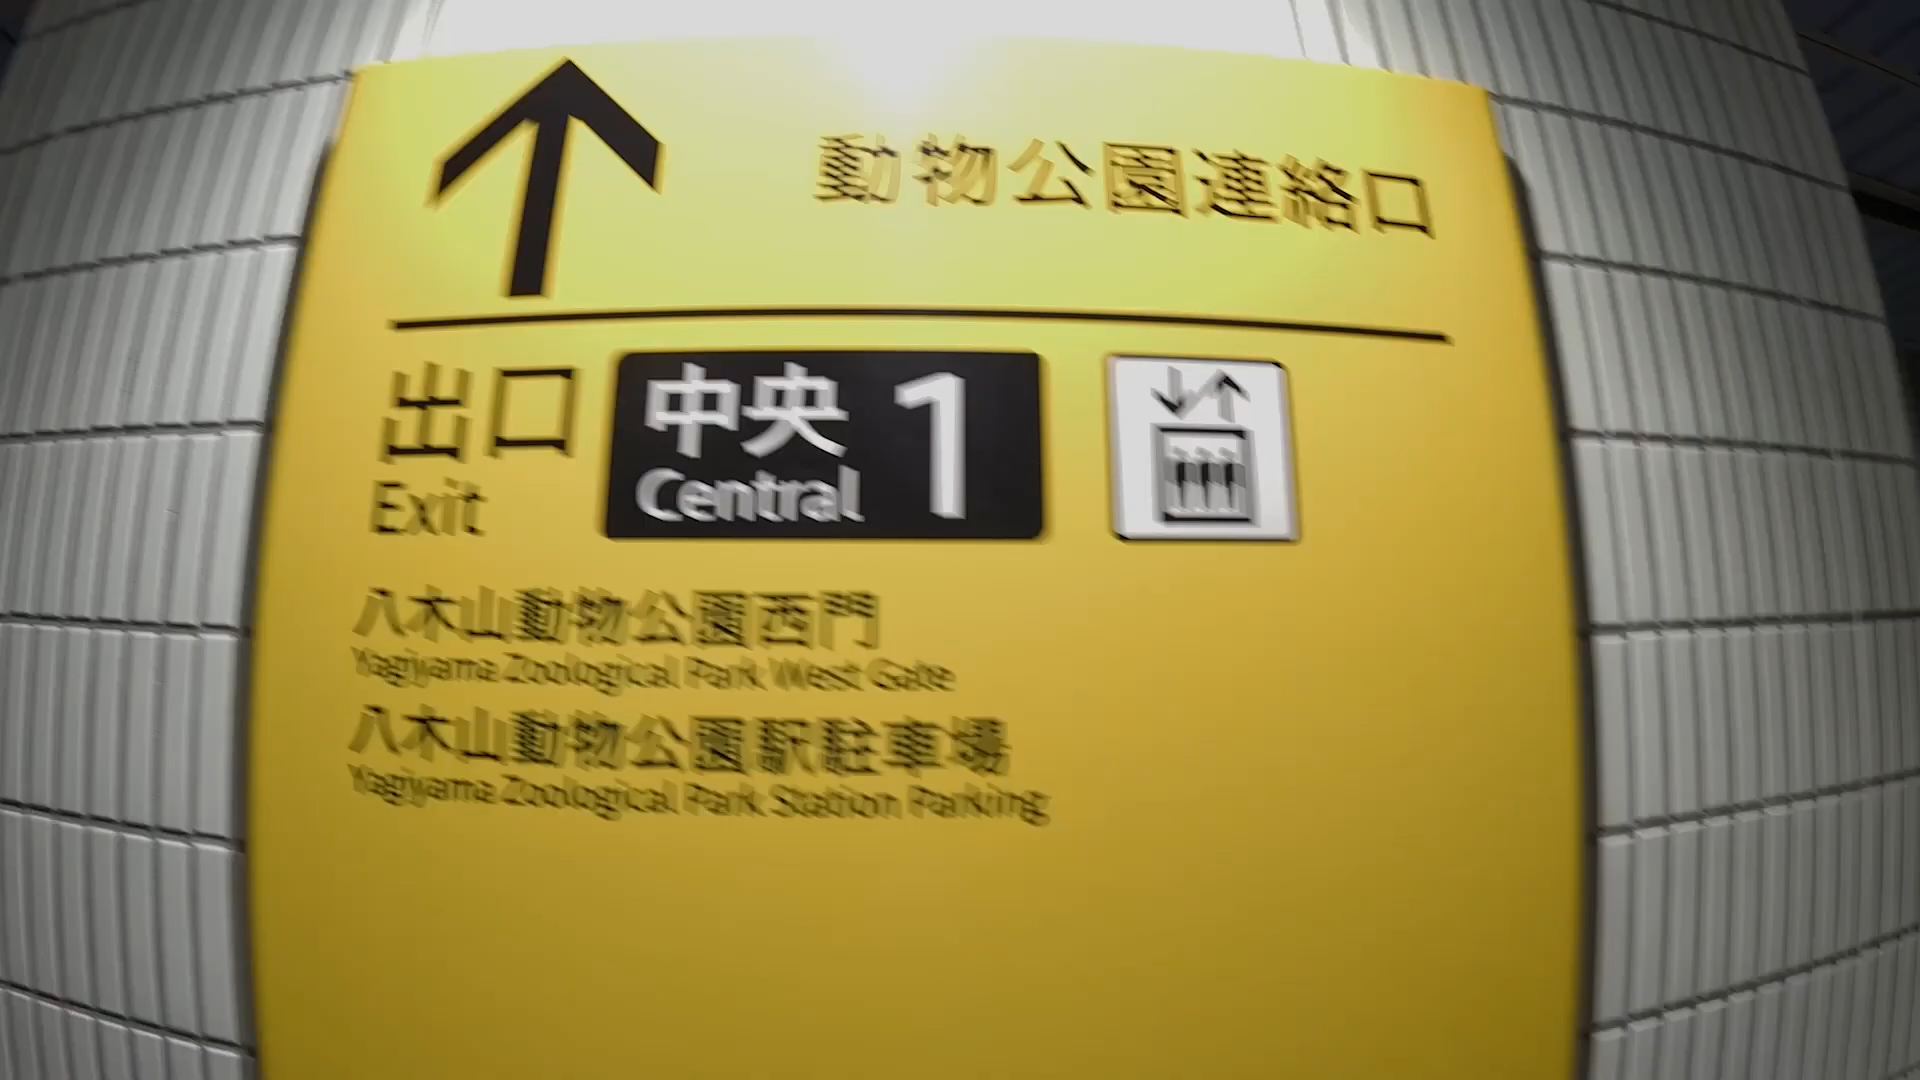 動物公園連絡口
出口 中央 1
Exit Central
八木山動物公園西門
Yagiyama Zoological Park West Gate
八木山動物公園駅駐車場
Yagiyama Zoological Park Station Parking